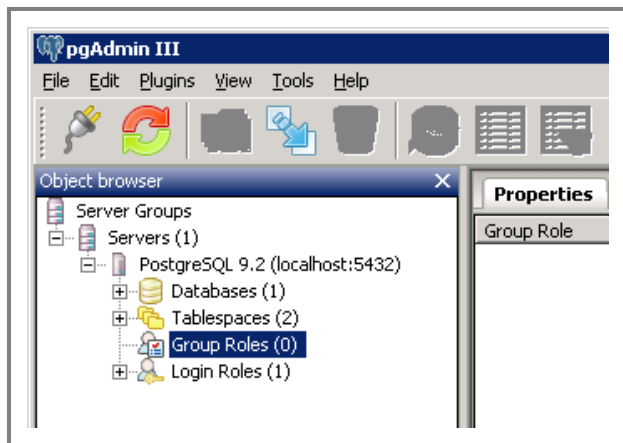 pgAdmin III
File Edit Plugins View Tools Help
Object browser
Server Groups
Servers (1)
PostgreSQL 9.2 (localhost:5432)
Databases (1)
Tablespaces (2)
Group Roles (0)
Login Roles (1)
Properties
Group Role